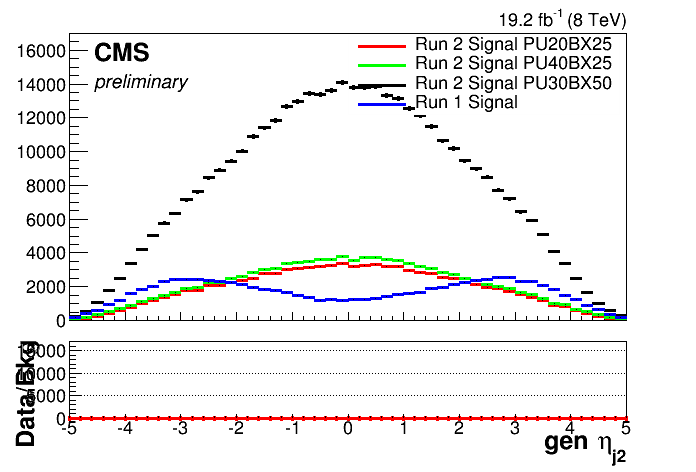 19.2 fb⁻¹ (8 TeV)
CMS
preliminary
Run 2 Signal PU20BX25
Run 2 Signal PU40BX25
Run 2 Signal PU30BX50
Run 1 Signal
16000
14000
12000
10000
8000
6000
4000
2000
0
Data/Bkg
0
-5 -4 -3 -2 -1 0 1 2 3 4 5
gen η_j2